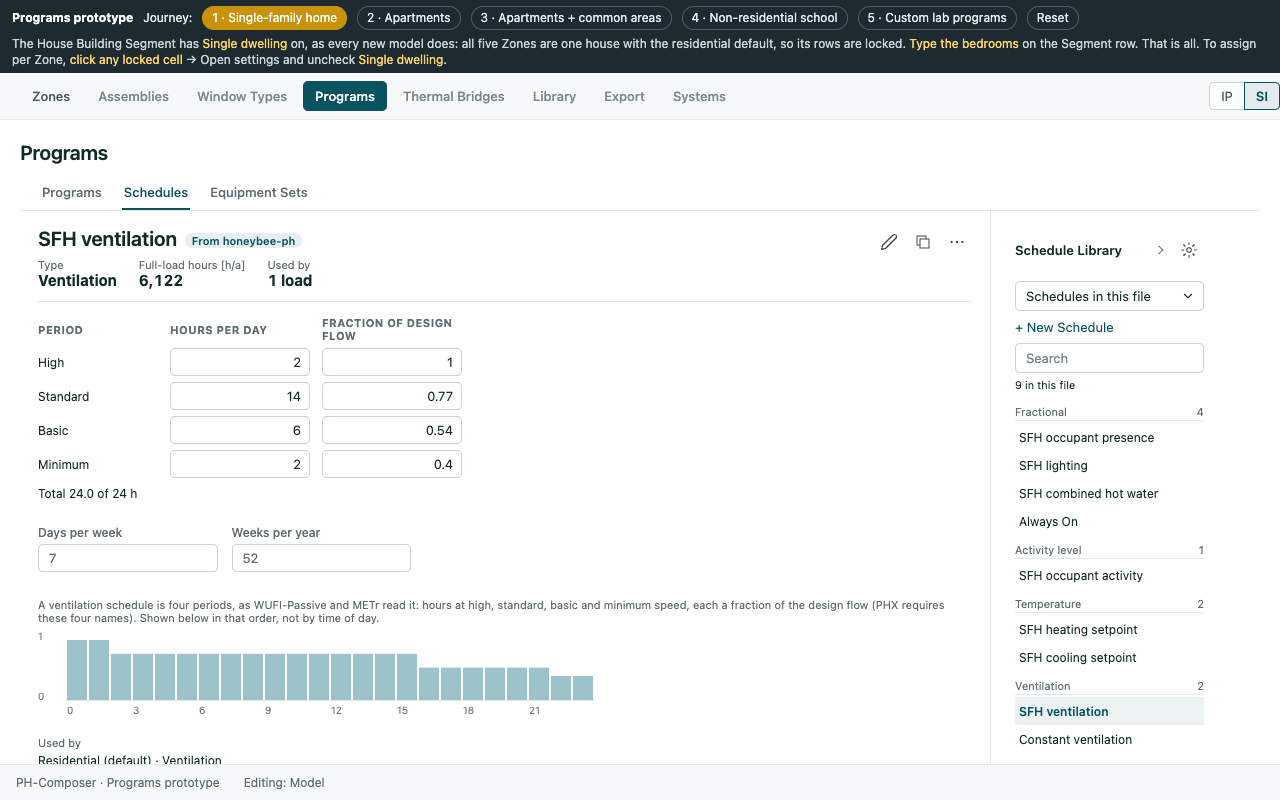 Programs prototype Journey: 1 · Single-family home 2 · Apartments 3 · Apartments + common areas 4 · Non-residential school 5 · Custom lab programs Reset
The House Building Segment has Single dwelling on, as every new model does: all five Zones are one house with the residential default, so its rows are locked. Type the bedrooms on the Segment row. That is all. To assign
per Zone, click any locked cell → Open settings and uncheck Single dwelling.
Zones Assemblies Window Types Programs Thermal Bridges Library Export Systems IP SI
Programs
Programs Schedules Equipment Sets
SFH ventilation From honeybee-ph
Type Full-load hours [h/a] Used by
Ventilation 6,122 1 load
PERIOD HOURS PER DAY FRACTION OF DESIGN
FLOW
High 2 1
Standard 14 0.77
Basic 6 0.54
Minimum 2 0.4
Total 24.0 of 24 h
Days per week Weeks per year
7 52
A ventilation schedule is four periods, as WUFI-Passive and METr read it: hours at high, standard, basic and minimum speed, each a fraction of the design flow (PHX requires
these four names). Shown below in that order, not by time of day.
1
0
0 3 6 9 12 15 18 21
Used by
Residential (default) · Ventilation
Schedule Library
Schedules in this file
+ New Schedule
Search
9 in this file
Fractional 4
SFH occupant presence
SFH lighting
SFH combined hot water
Always On
Activity level 1
SFH occupant activity
Temperature 2
SFH heating setpoint
SFH cooling setpoint
Ventilation 2
SFH ventilation
Constant ventilation
PH-Composer · Programs prototype Editing: Model